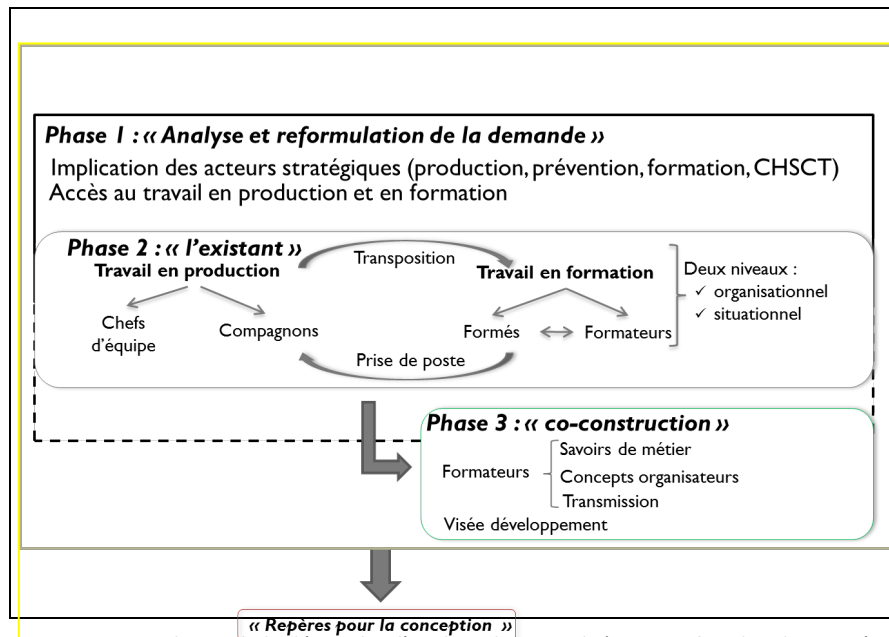 Phase 1 : « Analyse et reformulation de la demande »
Implication des acteurs stratégiques (production, prévention, formation, CHSCT)
Accès au travail en production et en formation
Phase 2 : « l'existant »
Travail en production
Transposition
Travail en formation
Deux niveaux :
✓ organisationnel
✓ situationnel
Chefs
d'équipe
Compagnons
Formés
Formateurs
Prise de poste
Phase 3 : « co-construction »
Formateurs
Savoirs de métier
Concepts organisateurs
Transmission
Visée développement
« Repères pour la conception »